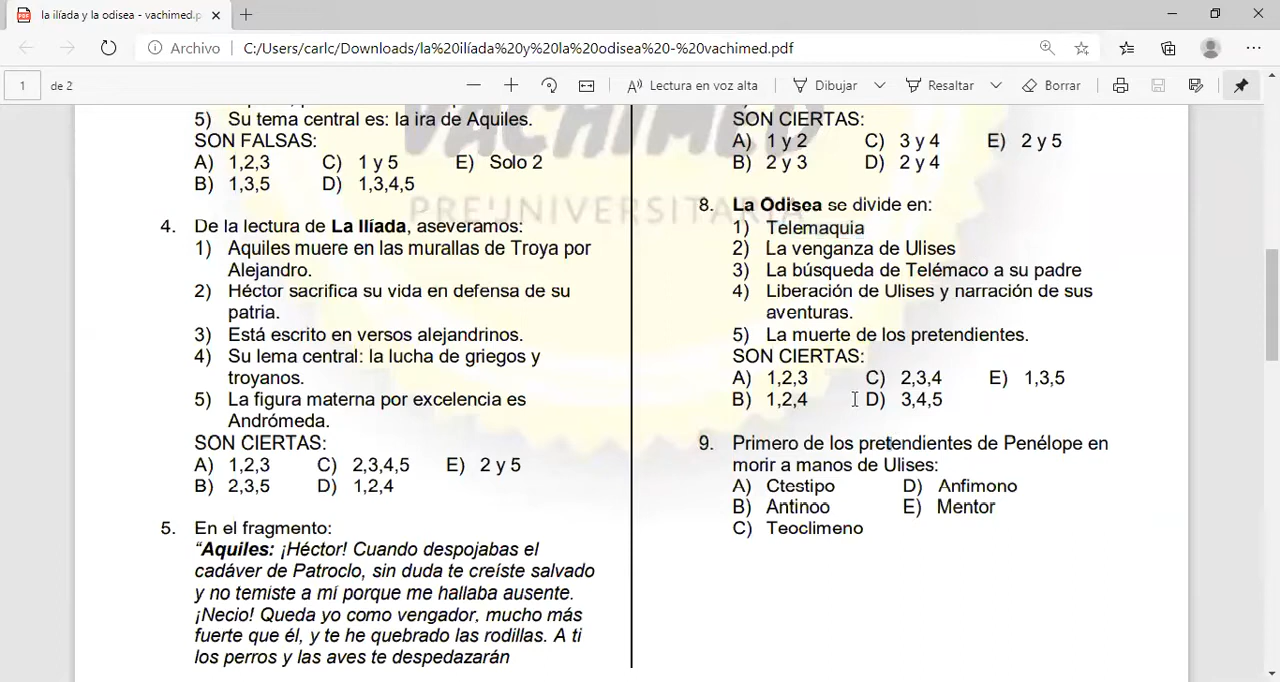 la ilíada y la odisea - vachimed.p
Archivo
C:/Users/carlc/Downloads/la%20ilíada%20y%20la%20odisea%20-%20vachimed.pdf
1 de 2
Lectura en voz alta
Dibujar
Resaltar
Borrar
VACHIMED
PREUNIVERSITARIA
5) Su tema central es: la ira de Aquiles.
SON FALSAS:
A) 1,2,3 C) 1 y 5 E) Solo 2
B) 1,3,5 D) 1,3,4,5
4. De la lectura de La Ilíada, aseveramos:
1) Aquiles muere en las murallas de Troya por
Alejandro.
2) Héctor sacrifica su vida en defensa de su
patria.
3) Está escrito en versos alejandrinos.
4) Su lema central: la lucha de griegos y
troyanos.
5) La figura materna por excelencia es
Andrómeda.
SON CIERTAS:
A) 1,2,3 C) 2,3,4,5 E) 2 y 5
B) 2,3,5 D) 1,2,4
5. En el fragmento:
“Aquiles: ¡Héctor! Cuando despojabas el
cadáver de Patroclo, sin duda te creíste salvado
y no temiste a mí porque me hallaba ausente.
¡Necio! Queda yo como vengador, mucho más
fuerte que él, y te he quebrado las rodillas. A ti
los perros y las aves te despedazarán
SON CIERTAS:
A) 1 y 2 C) 3 y 4 E) 2 y 5
B) 2 y 3 D) 2 y 4
8. La Odisea se divide en:
1) Telemaquia
2) La venganza de Ulises
3) La búsqueda de Telémaco a su padre
4) Liberación de Ulises y narración de sus
aventuras.
5) La muerte de los pretendientes.
SON CIERTAS:
A) 1,2,3 C) 2,3,4 E) 1,3,5
B) 1,2,4 D) 3,4,5
9. Primero de los pretendientes de Penélope en
morir a manos de Ulises:
A) Ctestipo D) Anfimono
B) Antinoo E) Mentor
C) Teoclimeno